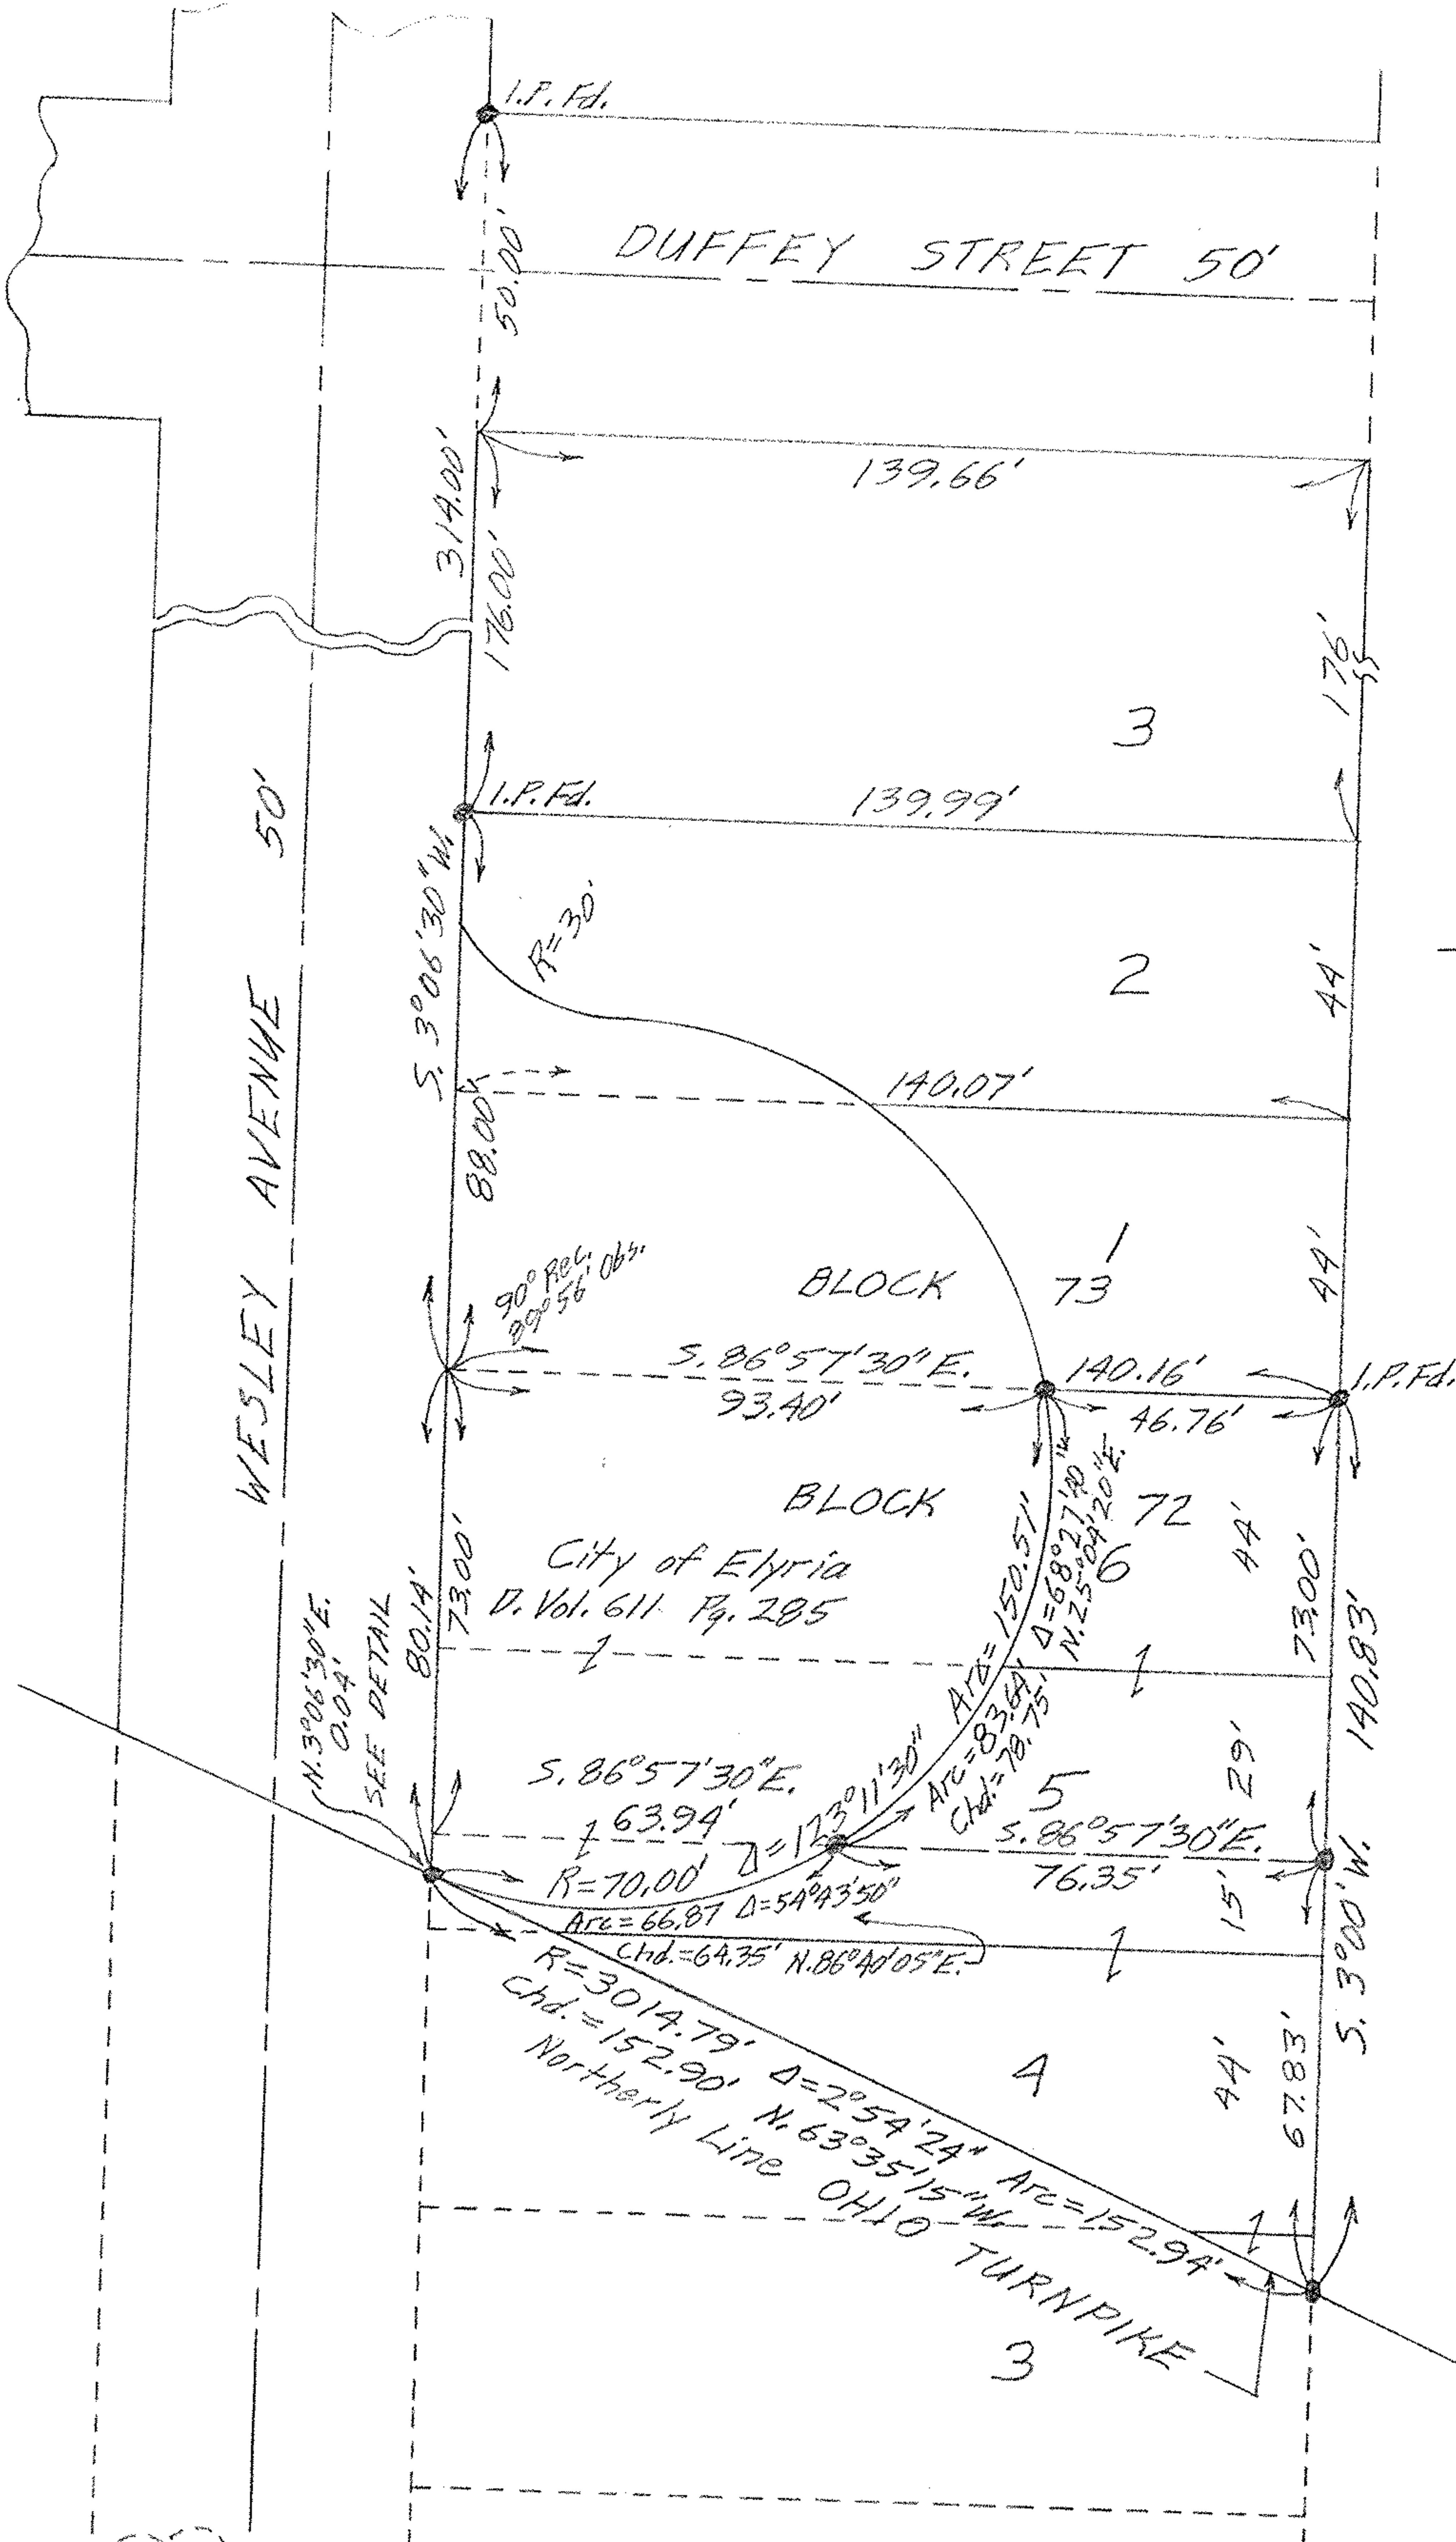 I.P. Fd.
DUFFEY STREET 50'
50.00'
139.66'
314.00'
176.00'
176'
3
I.P. Fd.
139.99'
WESLEY AVENUE 50'
S. 3°06'30" W.
R=30'
2
44'
140.07'
88.00'
1
44'
90° Rec.
89°56' Obs.
BLOCK 73
S. 86°57'30" E.
93.40'
140.16'
46.76'
I.P. Fd.
BLOCK 72
6
44'
City of Elyria
D. Vol. 611 Pg. 285
73.00'
80.14'
N. 3°06'30" E.
0.04'
SEE DETAIL
Arc = 150.51'
Δ=123°11'30"
Δ=68°27'40"
N. 25°04'20" E.
Arc = 83.64'
Chd. = 78.75'
73.00'
140.83'
S. 3°00' W.
S. 86°57'30" E.
63.94'
5
29'
S. 86°57'30" E.
76.35'
R=70.00'
Arc = 66.87 Δ=54°43'50"
Chd. = 64.35' N. 86°40'05" E.
15'
R=3014.79' Δ=2°54'24" Arc = 152.94'
Chd. = 152.90' N. 63°35'15" W.
Northerly Line OHIO TURNPIKE
4
44'
67.83'
3